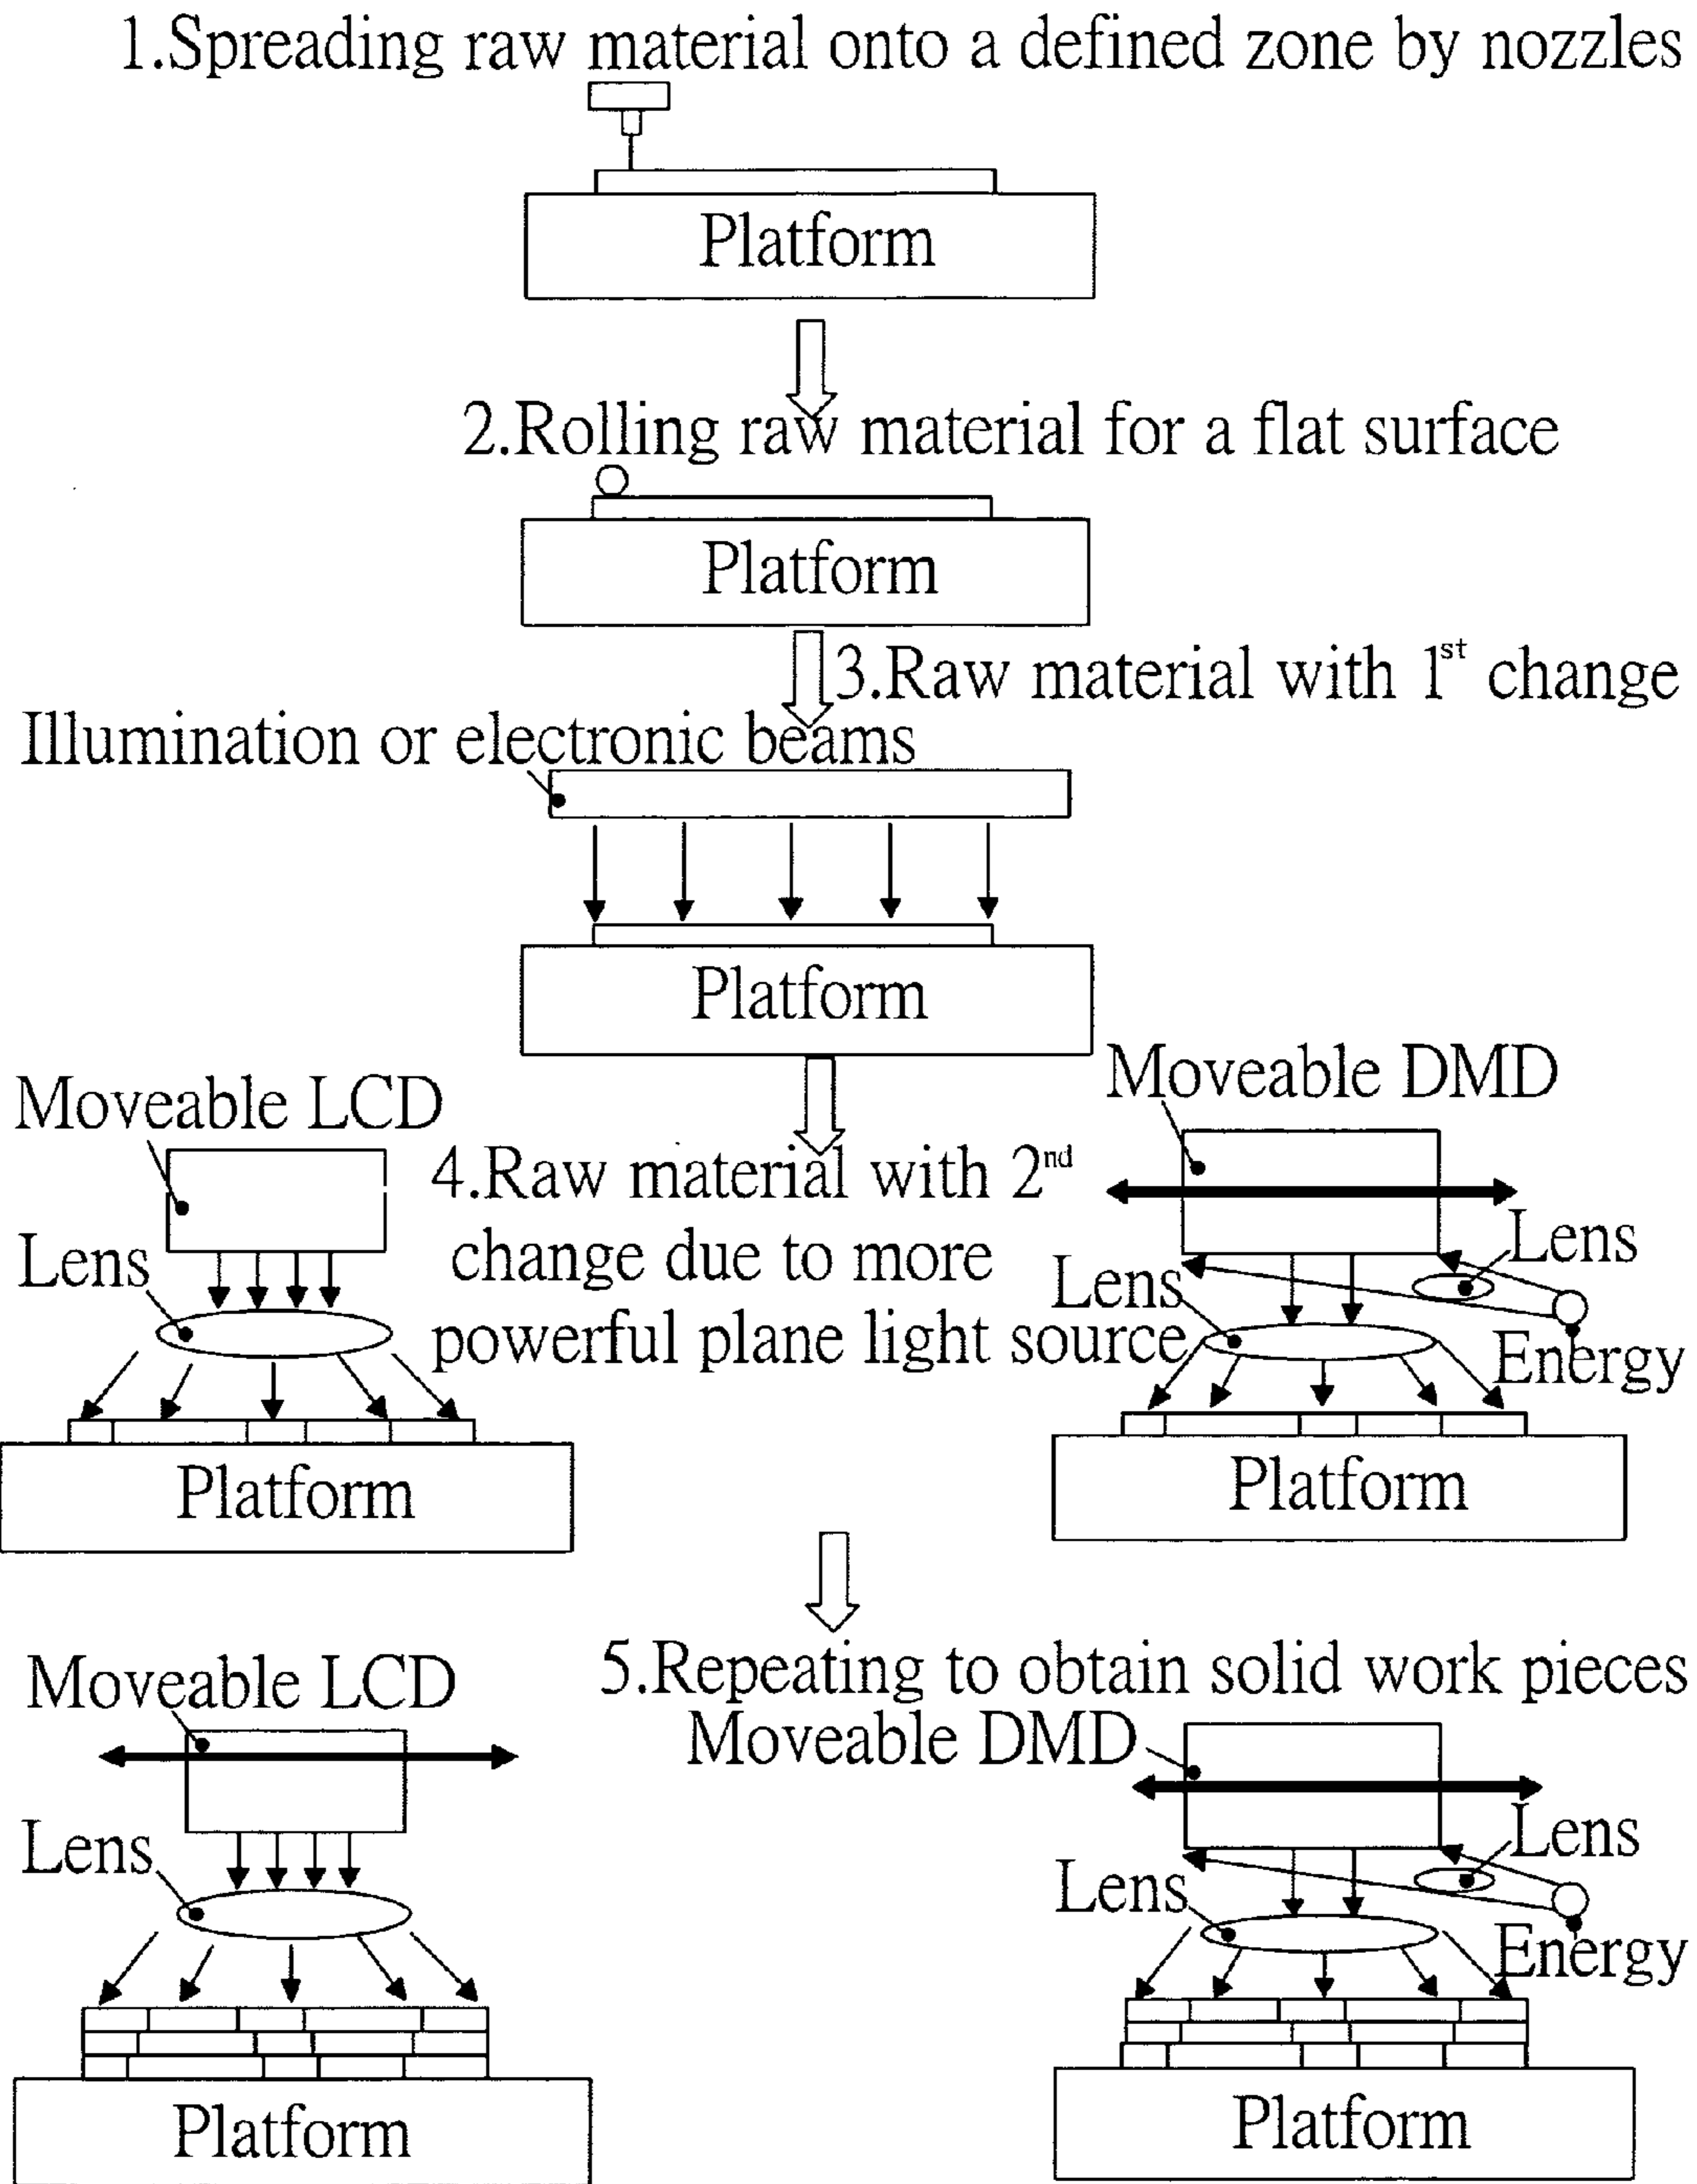 1.Spreading raw material onto a defined zone by nozzles
Platform
2.Rolling raw material for a flat surface
Platform
3.Raw material with 1st change
Illumination or electronic beams
Platform
Moveable LCD
Lens
Platform
4.Raw material with 2nd
change due to more
powerful plane light source
Moveable DMD
Lens
Lens
Energy
Platform
5.Repeating to obtain solid work pieces
Moveable LCD
Lens
Platform
Moveable DMD
Lens
Lens
Energy
Platform